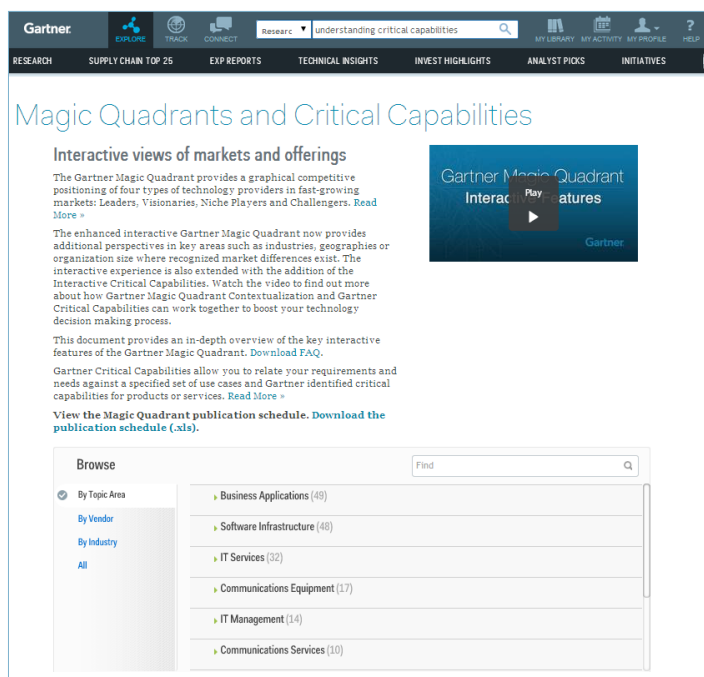 Gartner
EXPLORE
TRACK
CONNECT
Researc
understanding critical capabilities
MY LIBRARY
MY ACTIVITY
MY PROFILE
?
HELP
RESEARCH
SUPPLY CHAIN TOP 25
EXP REPORTS
TECHNICAL INSIGHTS
INVEST HIGHLIGHTS
ANALYST PICKS
INITIATIVES
Magic Quadrants and Critical Capabilities
Interactive views of markets and offerings
The Gartner Magic Quadrant provides a graphical competitive
positioning of four types of technology providers in fast-growing
markets: Leaders, Visionaries, Niche Players and Challengers. Read
More »
The enhanced interactive Gartner Magic Quadrant now provides
additional perspectives in key areas such as industries, geographies or
organization size where recognized market differences exist. The
interactive experience is also extended with the addition of the
Interactive Critical Capabilities. Watch the video to find out more
about how Gartner Magic Quadrant Contextualization and Gartner
Critical Capabilities can work together to boost your technology
decision making process.
This document provides an in-depth overview of the key interactive
features of the Gartner Magic Quadrant. Download FAQ.
Gartner Critical Capabilities allow you to relate your requirements and
needs against a specified set of use cases and Gartner identified critical
capabilities for products or services. Read More »
View the Magic Quadrant publication schedule. Download the
publication schedule (.xls).
Gartner Magic Quadrant
Interactive Features
Play
Gartner
Browse
Find
By Topic Area
By Vendor
By Industry
All
Business Applications (49)
Software Infrastructure (48)
IT Services (32)
Communications Equipment (17)
IT Management (14)
Communications Services (10)